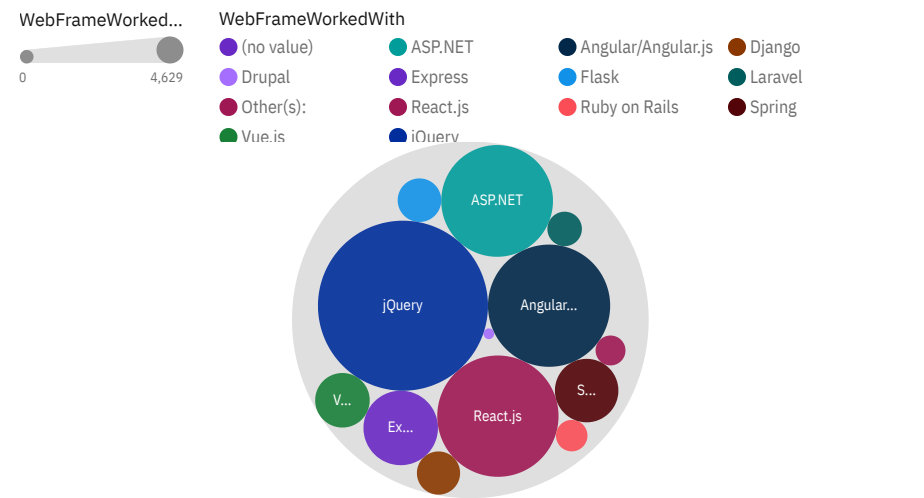 WebFrameWorked...
0 4,629
WebFrameWorkedWith
(no value) ASP.NET Angular/Angular.js Django
Drupal Express Flask Laravel
Other(s): React.js Ruby on Rails Spring
Vue.js jQuery
ASP.NET
jQuery Angular...
S...
V...
React.js
Ex...